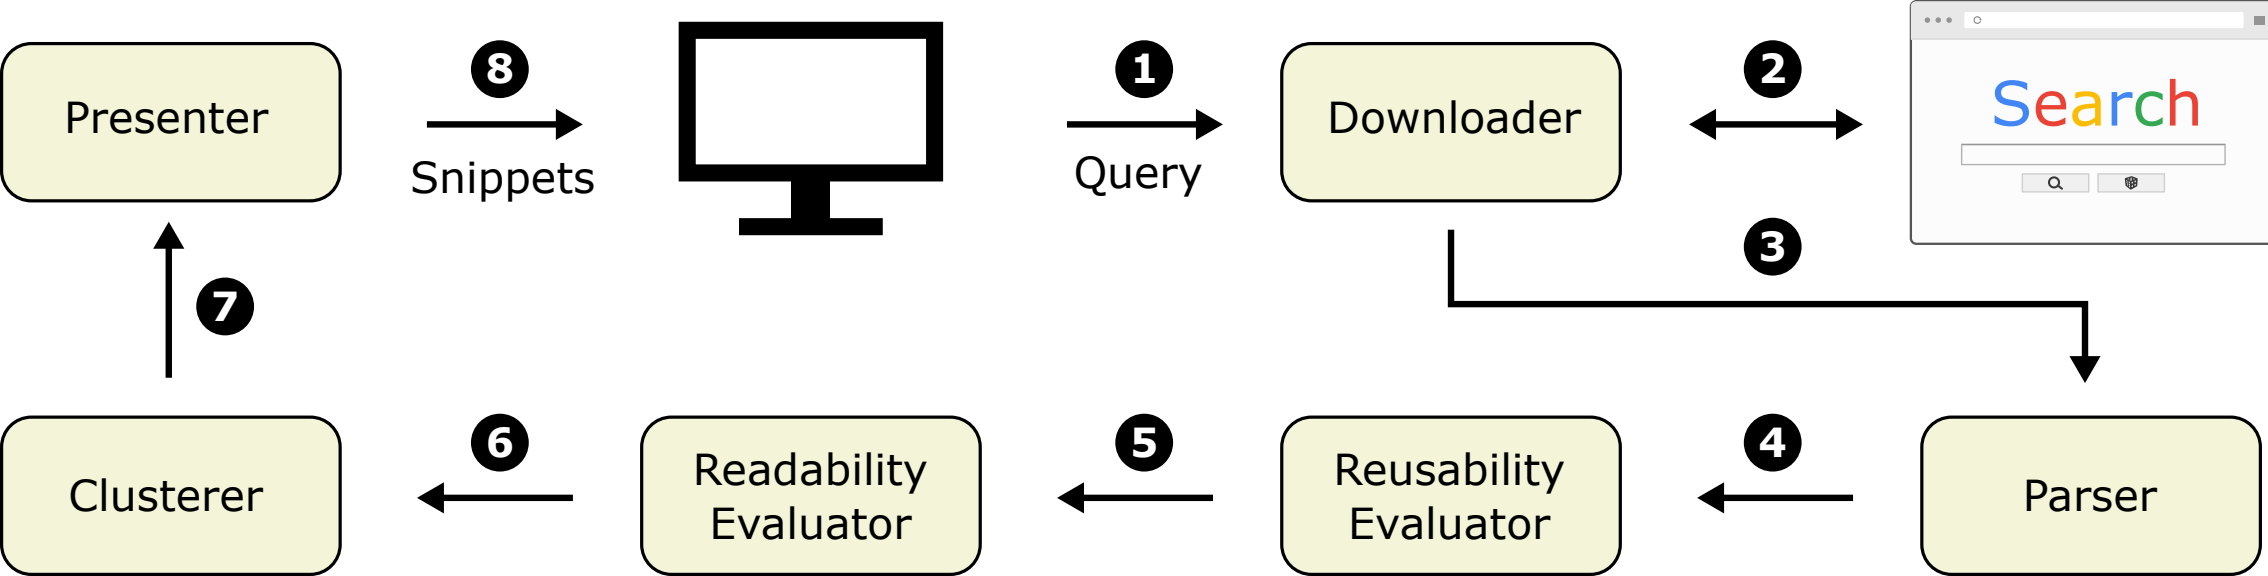 Presenter
8
Snippets
1
Query
Downloader
2
Search
3
7
Clusterer
6
Readability
Evaluator
5
Reusability
Evaluator
4
Parser